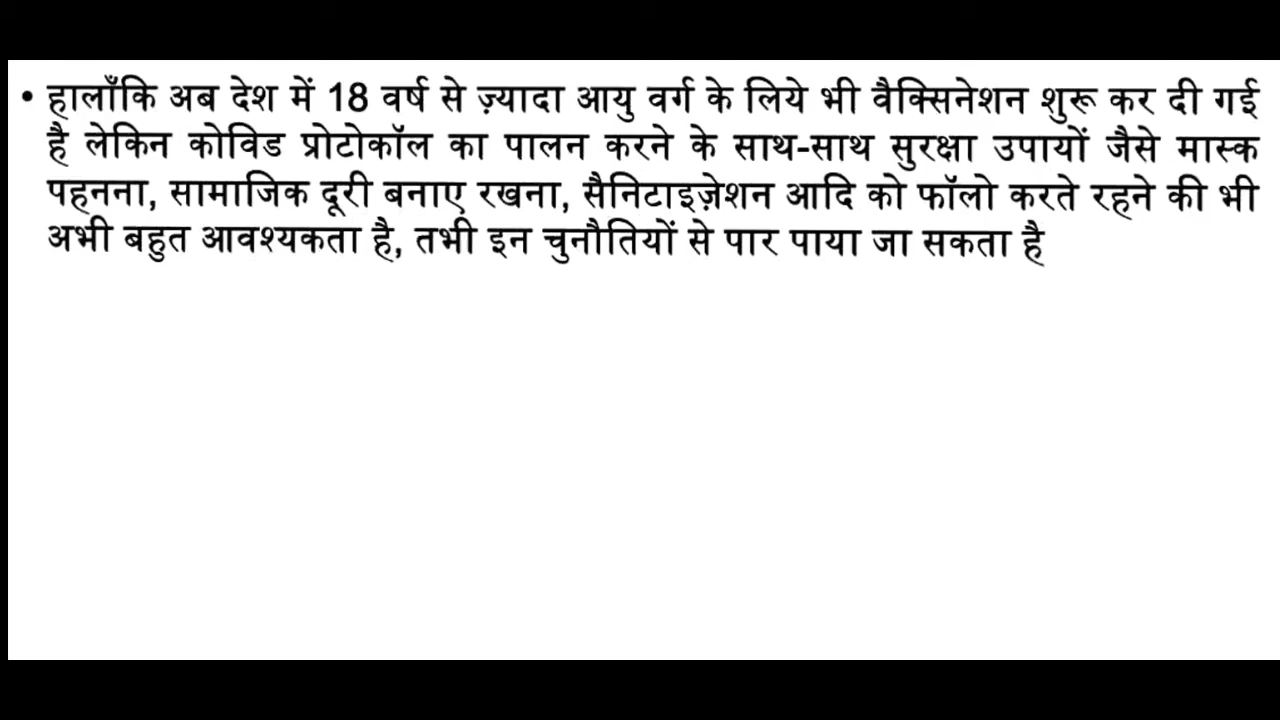 • हालाँकि अब देश में 18 वर्ष से ज़्यादा आयु वर्ग के लिये भी वैक्सिनेशन शुरू कर दी गई
है लेकिन कोविड प्रोटोकॉल का पालन करने के साथ-साथ सुरक्षा उपायों जैसे मास्क
पहनना, सामाजिक दूरी बनाए रखना, सैनिटाइज़ेशन आदि को फॉलो करते रहने की भी
अभी बहुत आवश्यकता है, तभी इन चुनौतियों से पार पाया जा सकता है